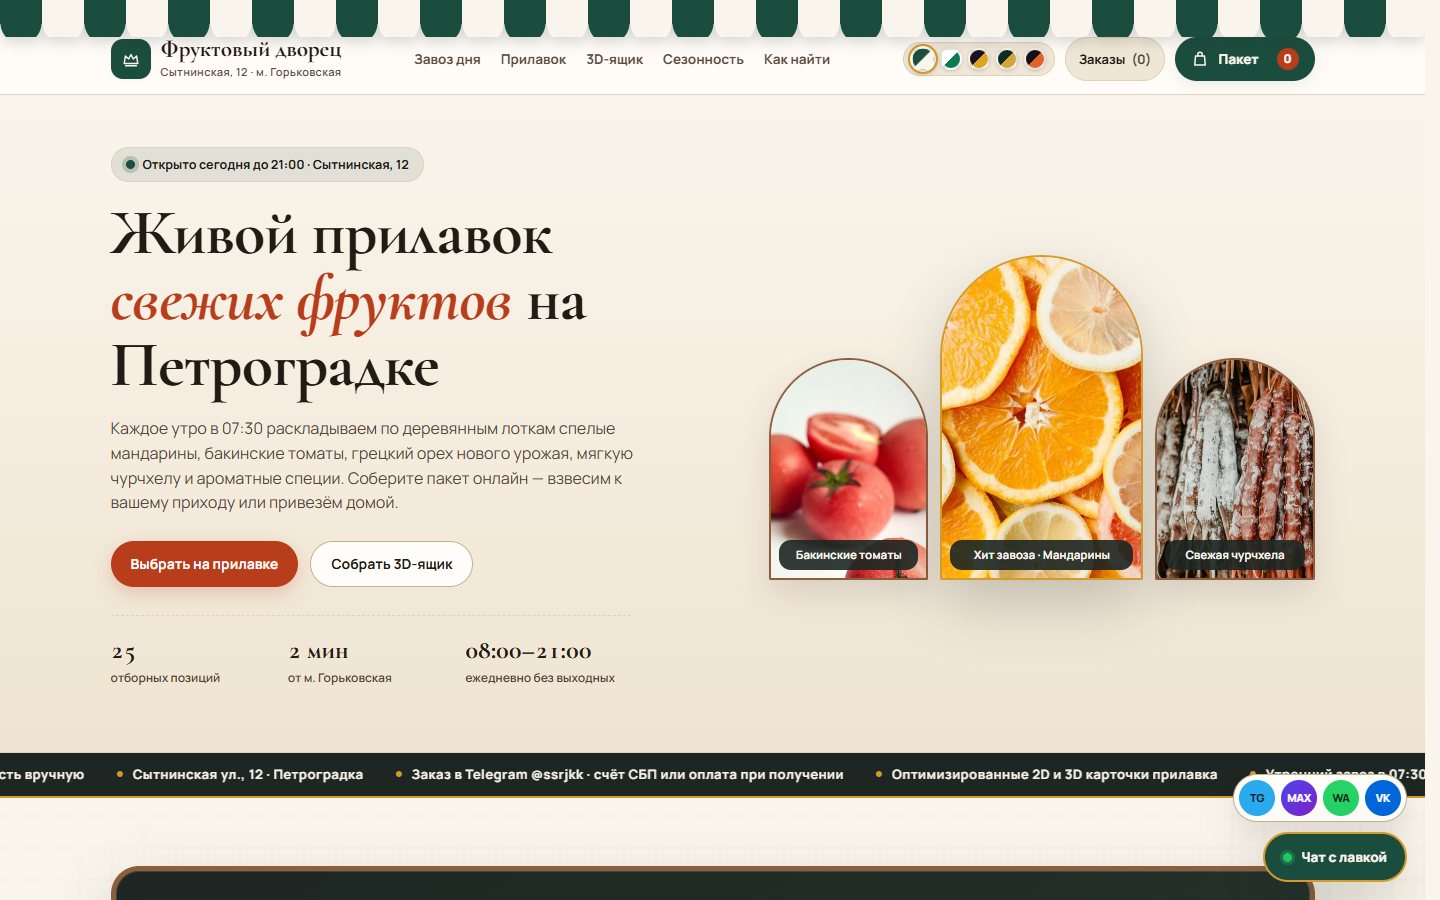 Фруктовый дворец
Сытнинская, 12 · м. Горьковская
Завоз дня
Прилавок
3D-ящик
Сезонность
Как найти
Заказы (0)
Пакет
0
Открыто сегодня до 21:00 · Сытнинская, 12
Живой прилавок
свежих фруктов на
Петроградке
Каждое утро в 07:30 раскладываем по деревянным лоткам спелые
мандарины, бакинские томаты, грецкий орех нового урожая, мягкую
чурчхелу и ароматные специи. Соберите пакет онлайн — взвесим к
вашему приходу или привезём домой.
Выбрать на прилавке
Собрать 3D-ящик
25
отборных позиций
2 мин
от м. Горьковская
08:00–21:00
ежедневно без выходных
Бакинские томаты
Хит завоза · Мандарины
Свежая чурчхела
сть вручную
Сытнинская ул., 12 · Петроградка
Заказ в Telegram @ssrjkk · счёт СБП или оплата при получении
Оптимизированные 2D и 3D карточки прилавка
Утренний завоз в 07:30
TG
MAX
WA
VK
Чат с лавкой